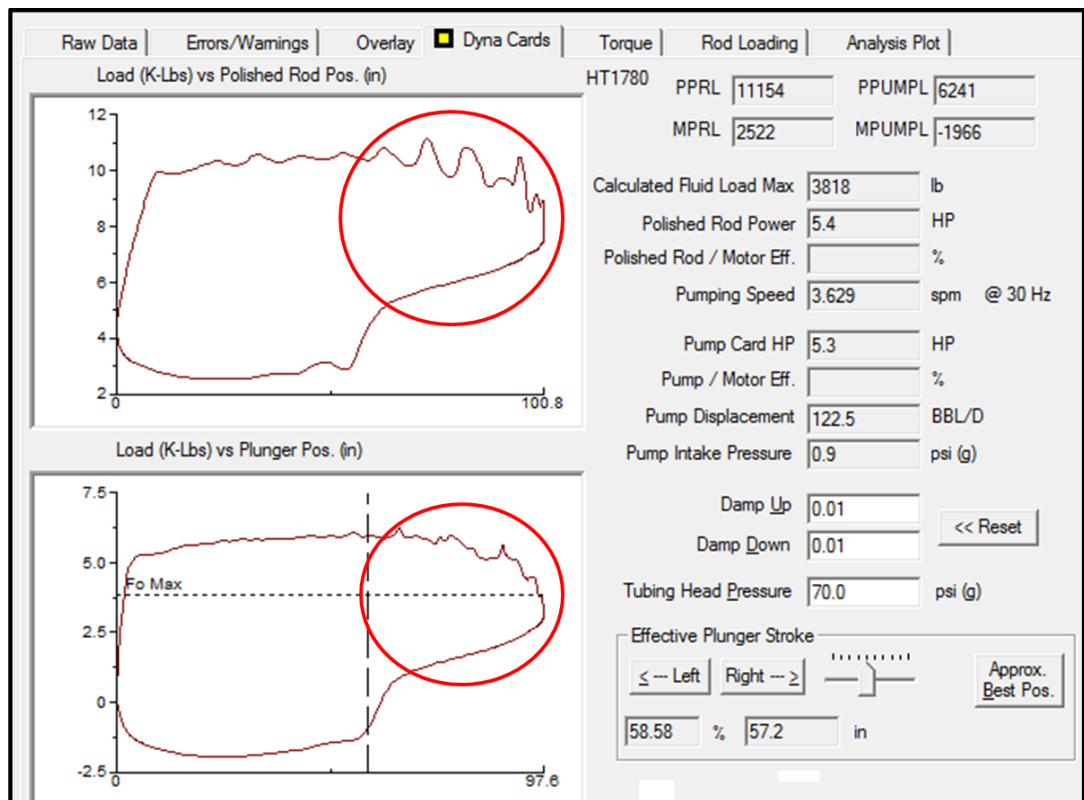 Raw Data Errors/Warnings Overlay Dyna Cards Torque Rod Loading Analysis Plot
Load (K-Lbs) vs Polished Rod Pos. (in)
12
10
8
6
4
2
0 100.8
Load (K-Lbs) vs Plunger Pos. (in)
7.5
5.0
Fo Max
2.5
0
-2.5
0 97.6
HT1780 PPRL 11154 PPUMPL 6241
MPRL 2522 MPUMPL -1966
Calculated Fluid Load Max 3818 lb
Polished Rod Power 5.4 HP
Polished Rod / Motor Eff. %
Pumping Speed 3.629 spm @ 30 Hz
Pump Card HP 5.3 HP
Pump / Motor Eff. %
Pump Displacement 122.5 BBL/D
Pump Intake Pressure 0.9 psi (g)
Damp Up 0.01
<< Reset
Damp Down 0.01
Tubing Head Pressure 70.0 psi (g)
Effective Plunger Stroke
< --- Left Right --- > Approx.
Best Pos.
58.58 % 57.2 in